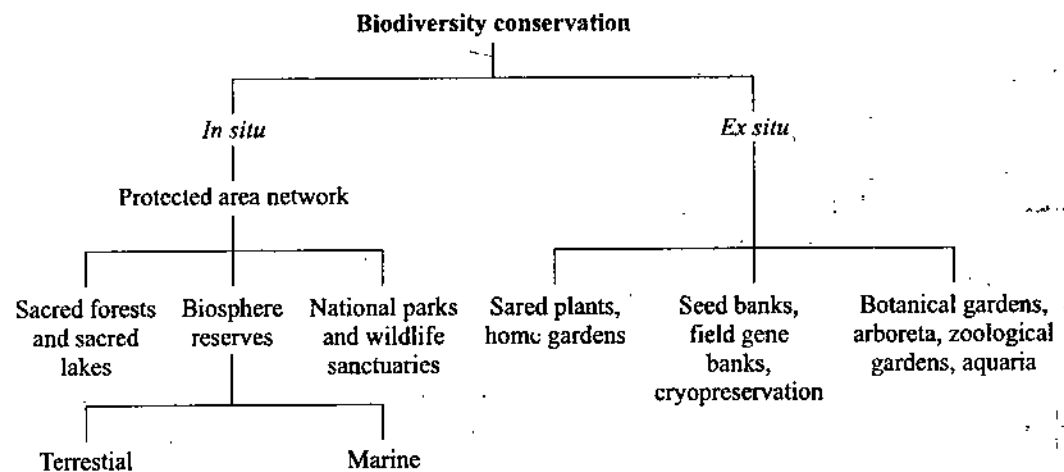 Biodiversity conservation
In situ
Ex situ
Protected area network
Sacred forests
and sacred
lakes
Biosphere
reserves
National parks
and wildlife
sanctuaries
Sared plants,
home gardens
Seed banks,
field gene
banks,
cryopreservation
Botanical gardens,
arboreta, zoological
gardens, aquaria
Terrestial
Marine